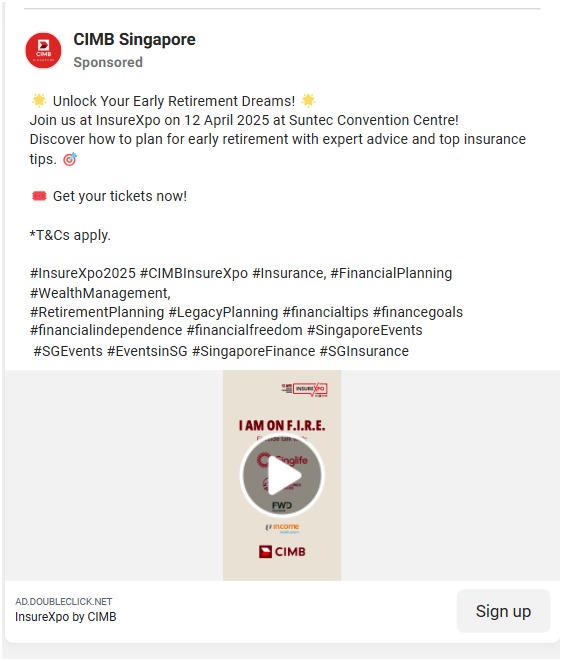 CIMB Singapore
CIMB
SINGAPORE
Sponsored
🌟 Unlock Your Early Retirement Dreams! 🌟
Join us at InsureXpo on 12 April 2025 at Suntec Convention Centre!
Discover how to plan for early retirement with expert advice and top insurance
tips. 🎯
🎟️ Get your tickets now!
*T&Cs apply.
#InsureXpo2025 #CIMBInsureXpo #Insurance, #FinancialPlanning
#WealthManagement,
#RetirementPlanning #LegacyPlanning #financialtips #financegoals
#financialindependence #financialfreedom #SingaporeEvents
#SGEvents #EventsinSG #SingaporeFinance #SGInsurance
INSUREXPO
I AM ON F.I.R.E.
Singlife
FWD
income
CIMB
AD.DOUBLECLICK.NET
InsureXpo by CIMB
Sign up